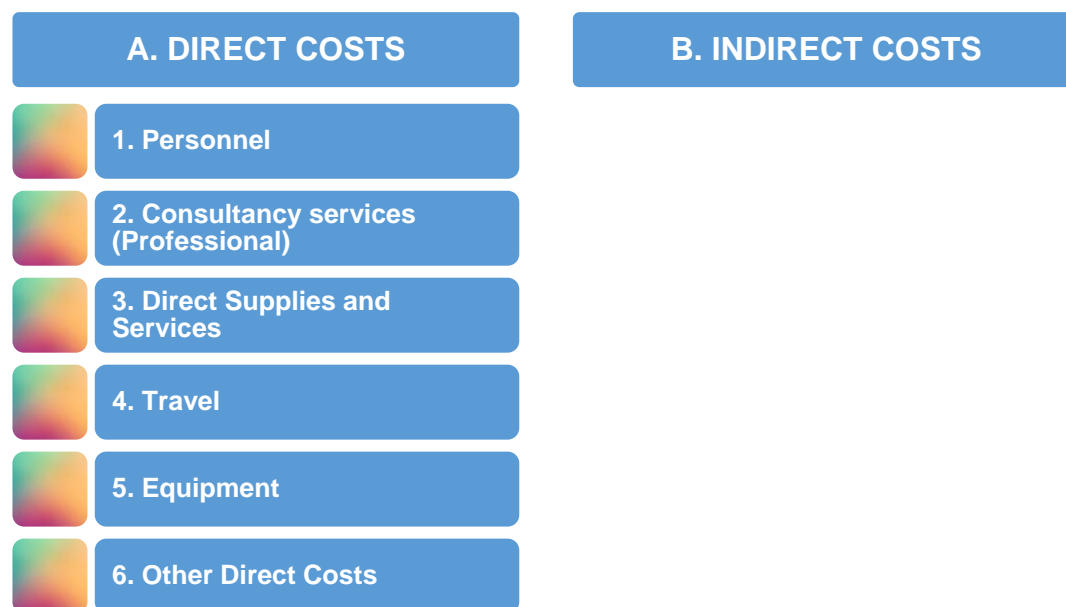 A. DIRECT COSTS
B. INDIRECT COSTS
1. Personnel
2. Consultancy services
(Professional)
3. Direct Supplies and
Services
4. Travel
5. Equipment
6. Other Direct Costs